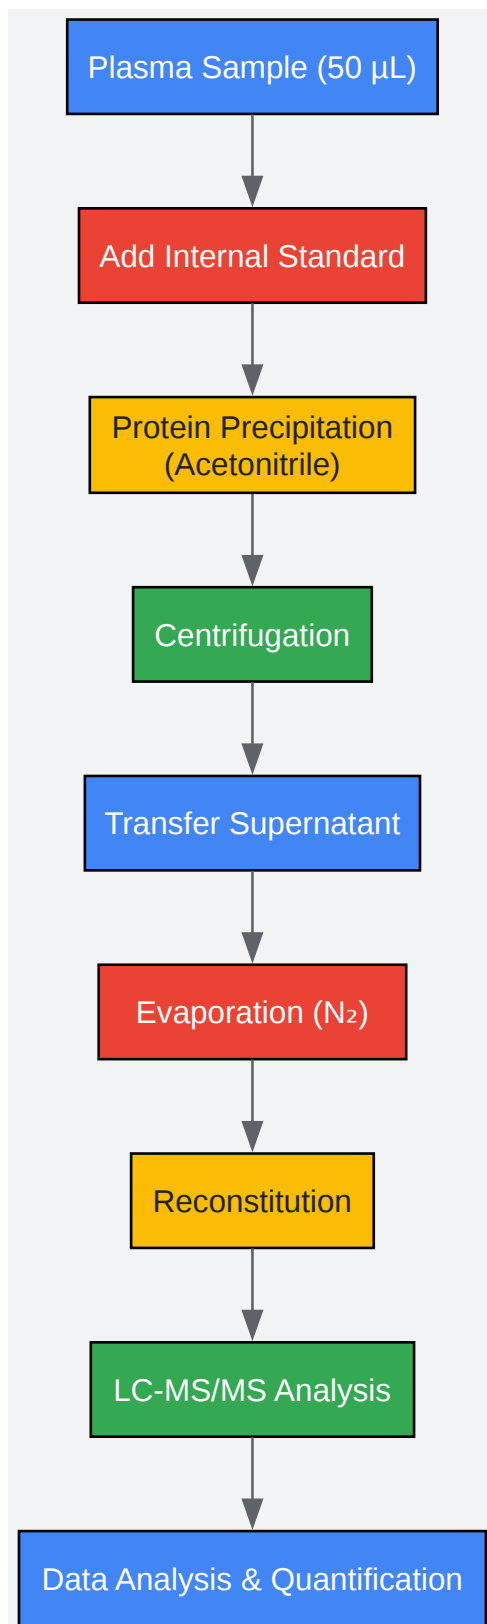 Plasma Sample (50 µL)
Add Internal Standard
Protein Precipitation
(Acetonitrile)
Centrifugation
Transfer Supernatant
Evaporation (N₂)
Reconstitution
LC-MS/MS Analysis
Data Analysis & Quantification